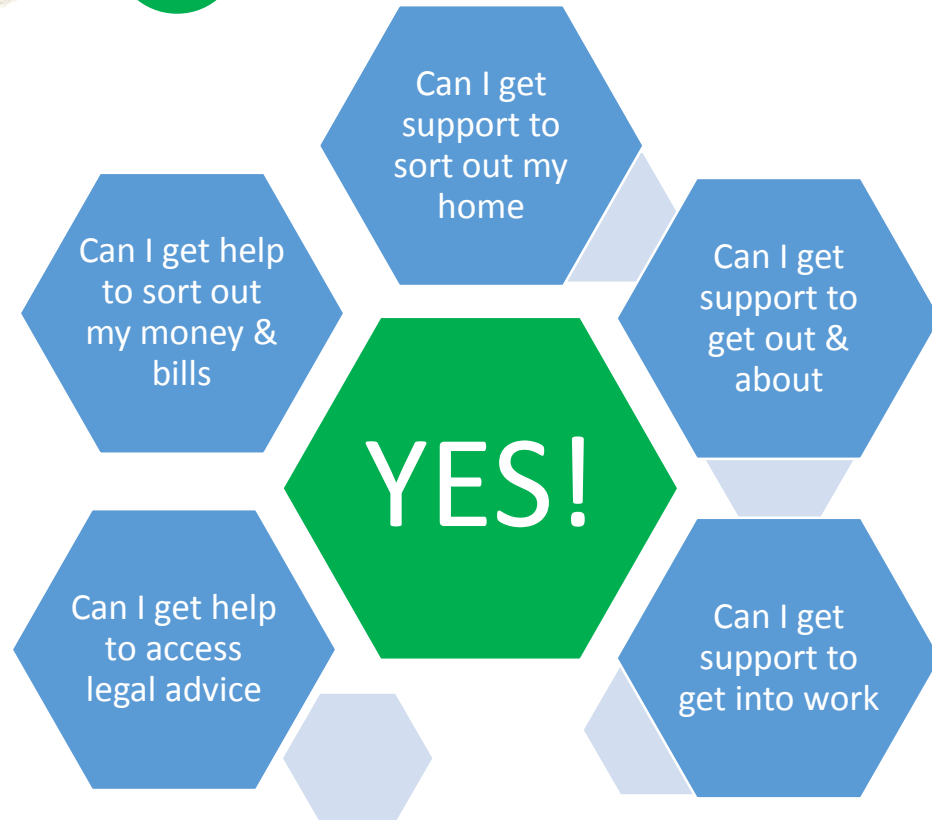 Can I get
support to
sort out my
home
Can I get help
to sort out
my money &
bills
Can I get
support to
get out &
about
YES!
Can I get help
to access
legal advice
Can I get
support to
get into work